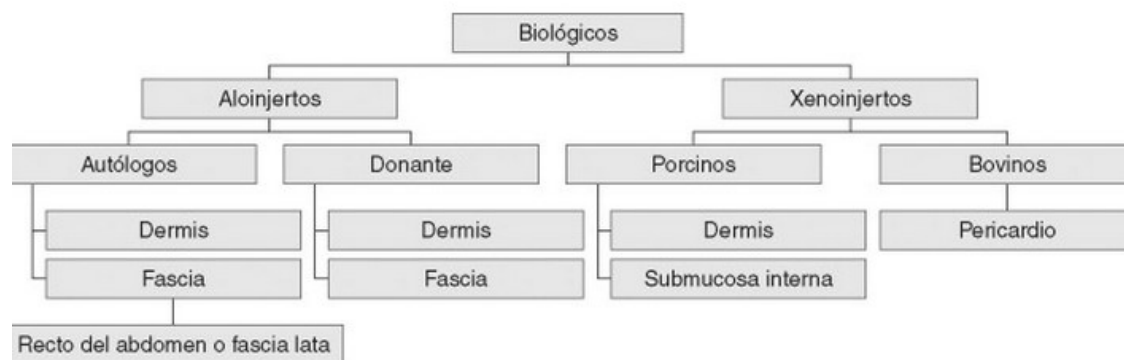 Biológicos
Aloinjertos
Xenoinjertos
Autólogos
Donante
Porcinos
Bovinos
Dermis
Dermis
Dermis
Pericardio
Fascia
Fascia
Submucosa interna
Recto del abdomen o fascia lata